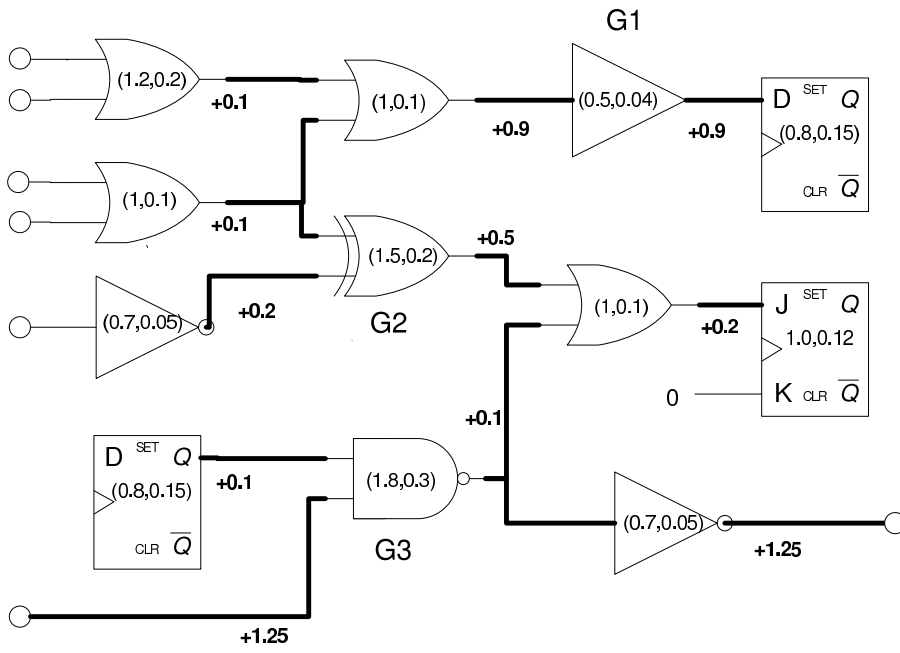 G1
(1.2,0.2)
+0.1
(1,0.1)
+0.9
(0.5,0.04)
+0.9
D SET Q
(0.8,0.15)
CLR Q
(1,0.1)
+0.1
(1.5,0.2)
+0.5
G2
(0.7,0.05)
+0.2
(1,0.1)
+0.2
J SET Q
1.0,0.12
0
K CLR Q
+0.1
D SET Q
(0.8,0.15)
CLR Q
+0.1
(1.8,0.3)
G3
(0.7,0.05)
+1.25
+1.25